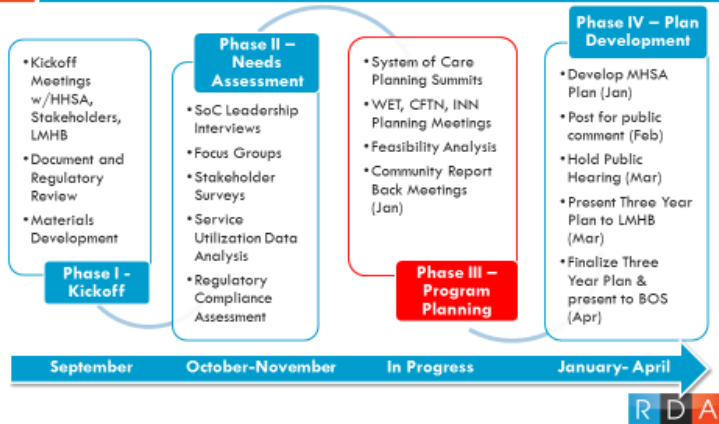 • Kickoff
Meetings
w/HHSA,
Stakeholders,
LMHB
• Document and
Regulatory
Review
• Materials
Development
Phase I -
Kickoff
Phase II –
Needs
Assessment
• SoC Leadership
Interviews
• Focus Groups
• Stakeholder
Surveys
• Service
Utilization Data
Analysis
• Regulatory
Compliance
Assessment
• System of Care
Planning Summits
• WET, CFTN, INN
Planning Meetings
• Feasibility Analysis
• Community Report
Back Meetings
(Jan)
Phase III –
Program
Planning
Phase IV – Plan
Development
• Develop MHSA
Plan (Jan)
• Post for public
comment (Feb)
• Hold Public
Hearing (Mar)
• Present Three Year
Plan to LMHB
(Mar)
• Finalize Three
Year Plan &
present to BOS
(Apr)
September
October-November
In Progress
January- April
R D A